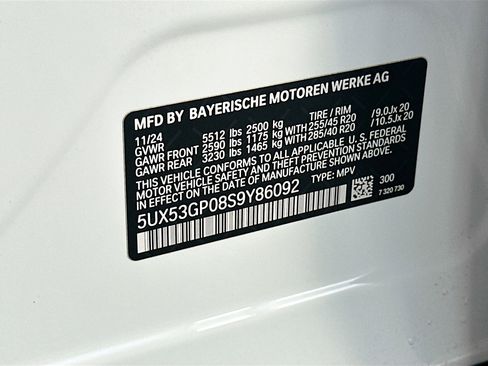 MFD BY BAYERISCHE MOTOREN WERKE AG
11/24 TIRE / RIM
GVWR 5512 lbs 2500 kg
GAWR FRONT 2590 lbs 1175 kg WITH 255/45 R20 /9.0Jx 20
GAWR REAR 3230 lbs 1465 kg WITH 285/40 R20 /10.5Jx 20
THIS VEHICLE CONFORMS TO ALL APPLICABLE U. S. FEDERAL
MOTOR VEHICLE SAFETY AND THEFT PREVENTION STANDARDS
IN EFFECT ON THE DATE OF MANUFACTURE SHOWN ABOVE.
5UX53GP08S9Y86092 TYPE: MPV
300
7 320 730